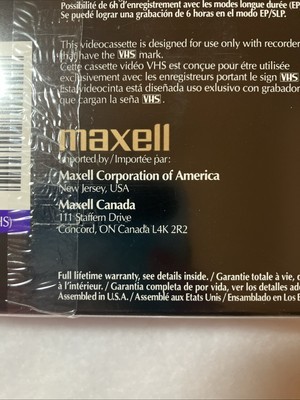 Possibilité de 6h d'enregistrement avec les modes longue durée (EP
Se puede lograr una grabación de 6 horas en el modo EP/SLP.
This videocassette is designed for use only with recorder
that have the VHS mark.
Cette cassette vidéo VHS est conçue pour être utilisée
exclusivement avec les enregistreurs portant le sign VHS
Esta videocinta está diseñada para uso exlusivo con grabador
que cargan la seña VHS.
maxell
Imported by/Importée par:
Maxell Corporation of America
New Jersey, USA
Maxell Canada
HS)
111 Staffern Drive
Concord, ON Canada L4K 2R2
Full lifetime warranty, see details inside. / Garantie totale à vie,
à l'intérieur. / Garantía completa de por vida, ver los detalles ade
Assembled in U.S.A. / Assemblé aux Etats Unis / Ensamblado en Los E